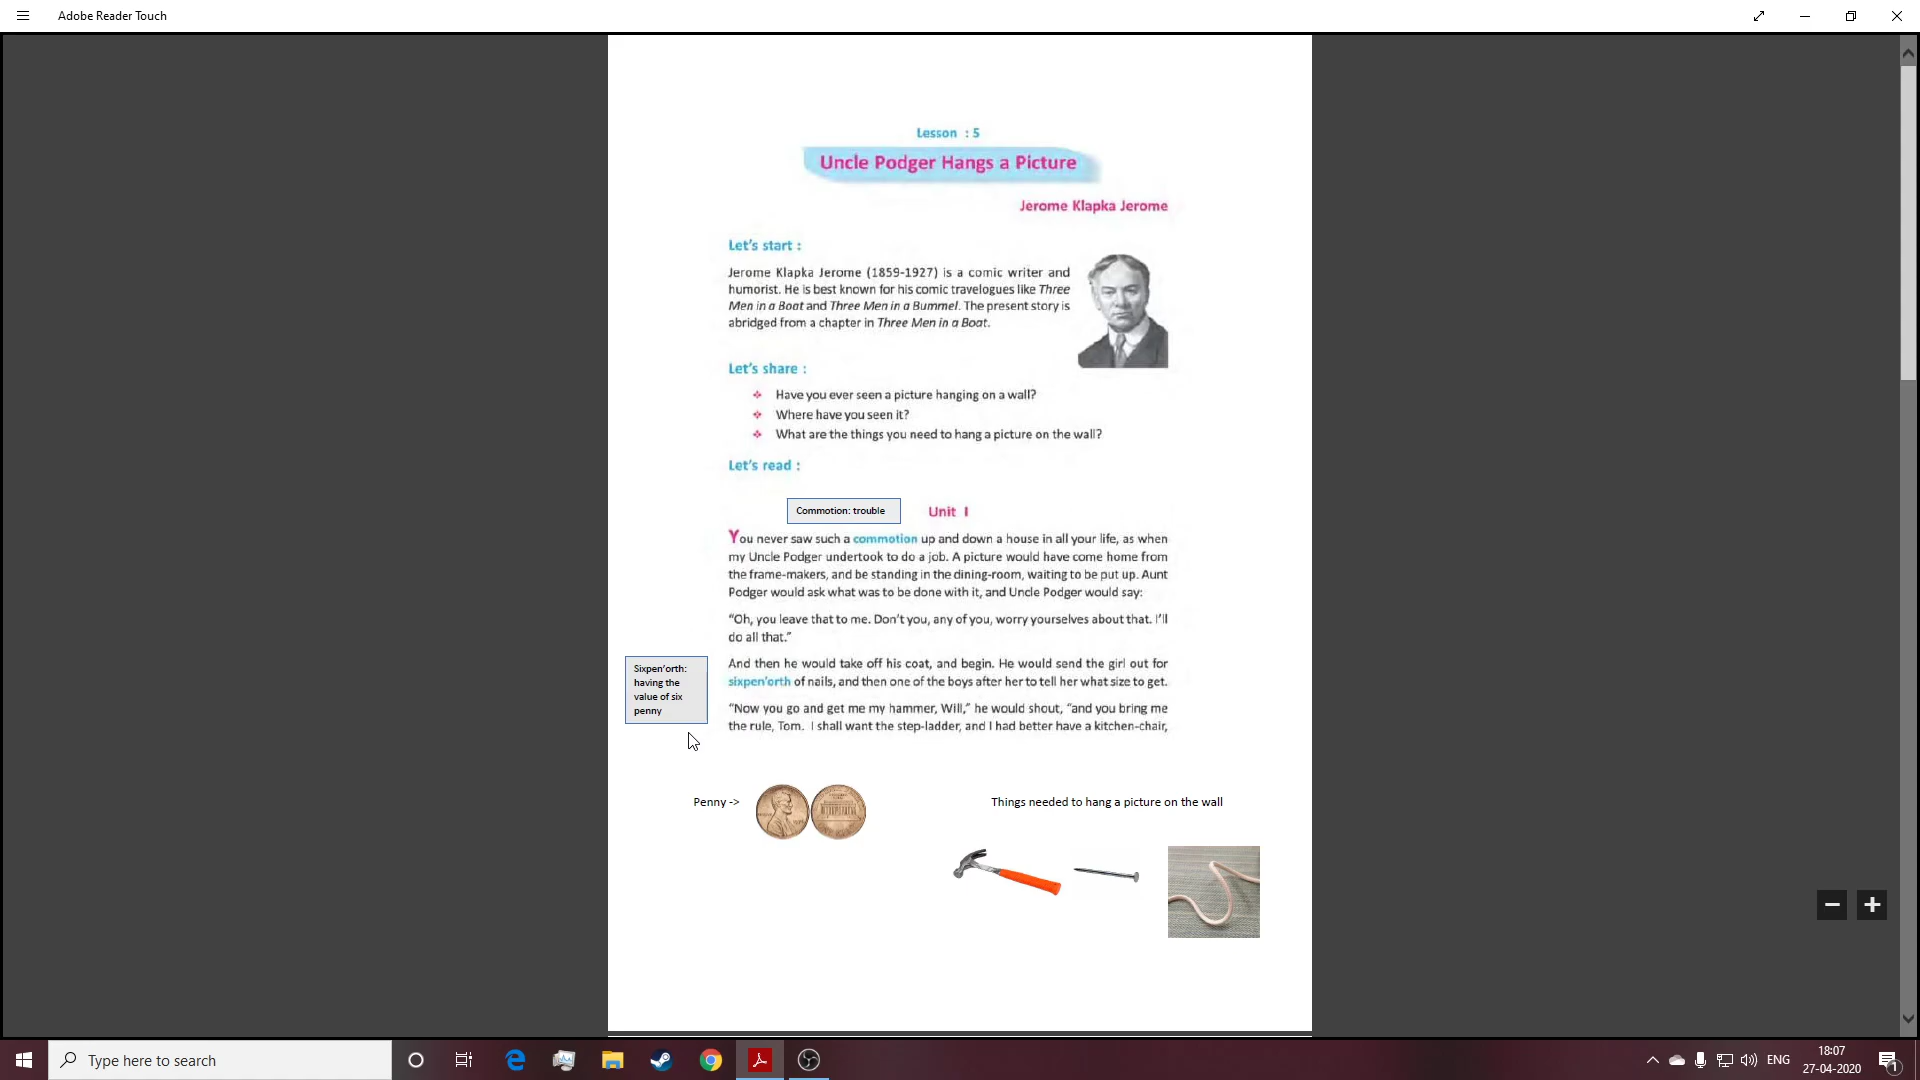 Adobe Reader Touch
Lesson : 5
Uncle Podger Hangs a Picture
Jerome Klapka Jerome
Let's start :
Jerome Klapka Jerome (1859-1927) is a comic writer and
humorist. He is best known for his comic travelogues like Three
Men in a Boat and Three Men in a Bummel. The present story is
abridged from a chapter in Three Men in a Boat.
Let's share :
❖ Have you ever seen a picture hanging on a wall?
❖ Where have you seen it?
❖ What are the things you need to hang a picture on the wall?
Let's read :
Commotion: trouble
Unit I
You never saw such a commotion up and down a house in all your life, as when
my Uncle Podger undertook to do a job. A picture would have come home from
the frame-makers, and be standing in the dining-room, waiting to be put up. Aunt
Podger would ask what was to be done with it, and Uncle Podger would say:
“Oh, you leave that to me. Don't you, any of you, worry yourselves about that. I'll
do all that.”
And then he would take off his coat, and begin. He would send the girl out for
sixpen'orth of nails, and then one of the boys after her to tell her what size to get.
Sixpen'orth:
having the
value of six
penny
“Now you go and get me my hammer, Will,” he would shout, “and you bring me
the rule, Tom. I shall want the step-ladder, and I had better have a kitchen-chair,
Penny ->
Things needed to hang a picture on the wall
Type here to search
ENG
18:07
27-04-2020
1